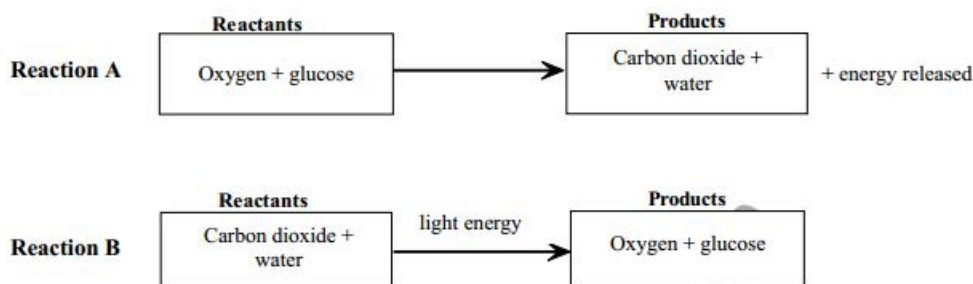 Reactants
Products
Reaction A
Oxygen + glucose
Carbon dioxide +
water
+ energy released
Reactants
Products
Reaction B
Carbon dioxide +
water
light energy
Oxygen + glucose